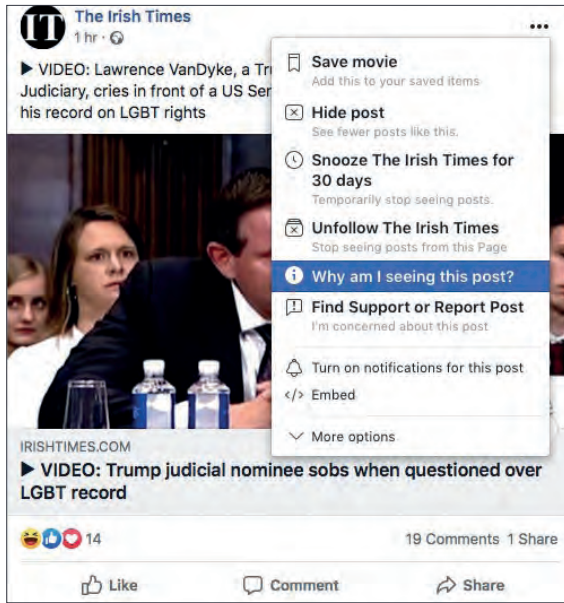 IT
The Irish Times
1 hr ·
▶ VIDEO: Lawrence VanDyke, a
Judiciary, cries in front of a US
his record on LGBT rights
Save movie
Add this to your saved items
Hide post
See fewer posts like this.
Snooze The Irish Times for
30 days
Temporarily stop seeing posts.
Unfollow The Irish Times
Stop seeing posts from this Page
Why am I seeing this post?
Find Support or Report Post
I'm concerned about this post
Turn on notifications for this post
</> Embed
More options
IRISHTIMES.COM
▶ VIDEO: Trump judicial nominee sobs when questioned over
LGBT record
14
19 Comments 1 Share
Like
Comment
Share